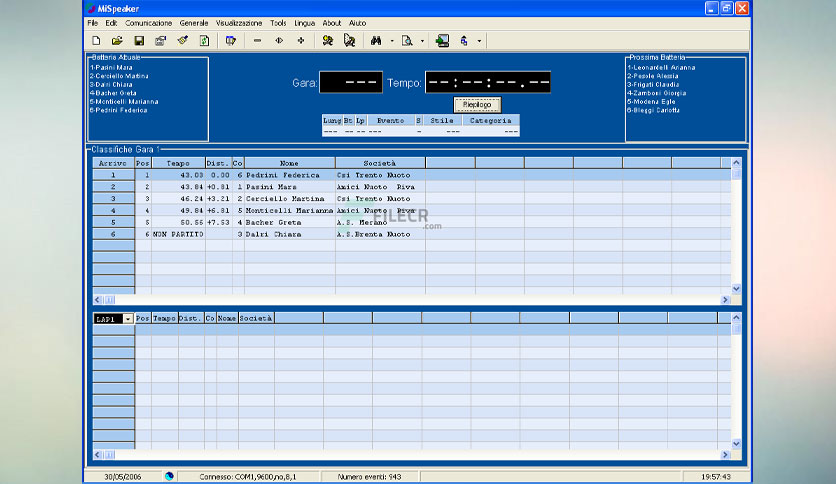 MiSpeaker
File Edit Comunicazione Generale Visualizzazione Tools Lingua About Aiuto
Batteria Attuale
1-Pasini Mara
2-Cerciello Martina
3-Dalri Chiara
4-Bacher Greta
5-Monticelli Marianna
6-Pedrini Federica
Gara: --- Tempo: --:--:--.--
Riepilogo
Lung Bt Lp Evento S Stile Categoria
--- -- -- --- - --- ---
Prossima Batteria
1-Leonardelli Arianna
2-Pesole Alessia
3-Frigati Claudia
4-Zamboni Giorgia
5-Modena Egle
6-Bleggi Carlotta
Classifiche Gara 1
Arrivo Pos Tempo Dist. Co Nome Società
1 1 43.03 0.00 6 Pedrini Federica Csi Trento Nuoto
2 2 43.84 +0.81 1 Pasini Mara Amici Nuoto Riva
3 3 46.24 +3.21 2 Cerciello Martina Csi Trento Nuoto
4 4 49.84 +6.81 5 Monticelli Marianna Amici Nuoto Riva
5 5 50.56 +7.53 4 Bacher Greta A.S. Merano
6 6 NON PARTITO 3 Dalri Chiara A.S.Brenta Nuoto
FILECR
.com
LAP1 Pos Tempo Dist. Co Nome Società
30/05/2006 Connesso: COM1,9600,no,8,1 Numero eventi: 943 19:57:43